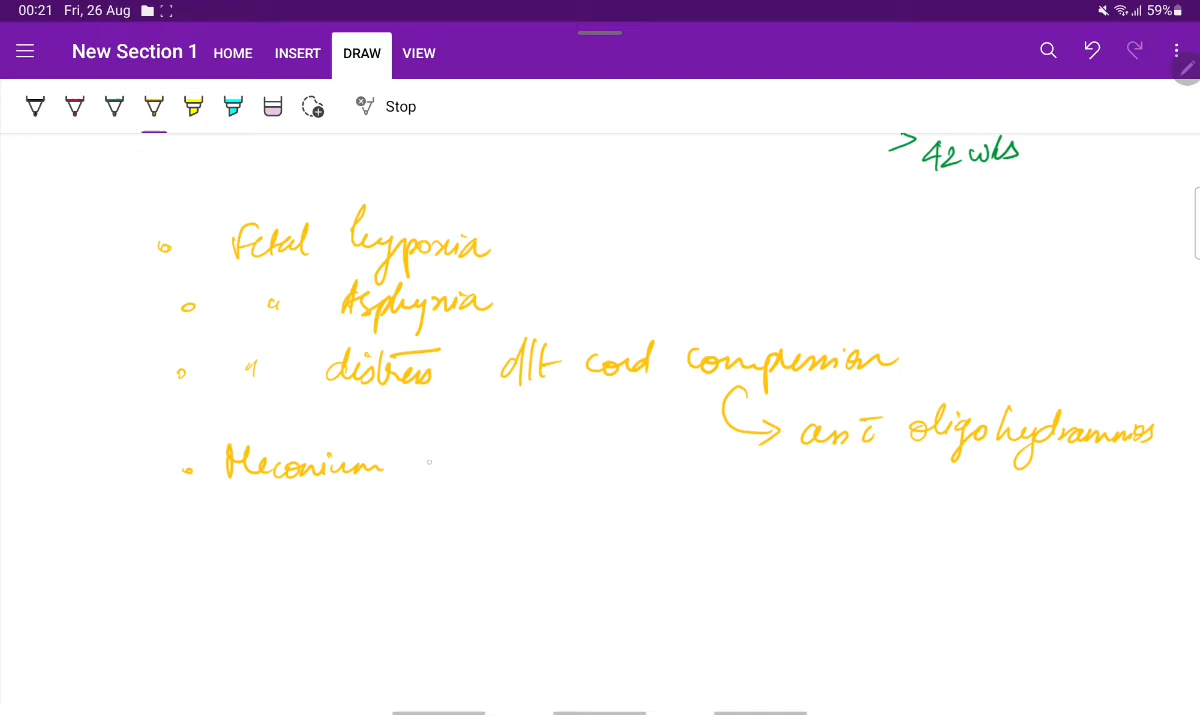 00:21 Fri, 26 Aug 59%
New Section 1 HOME INSERT DRAW VIEW
Stop
> 42 wks
Fetal hypoxia
" Asphyxia
" distress d/t cord compression
ass c̄ oligohydramnios
Meconium